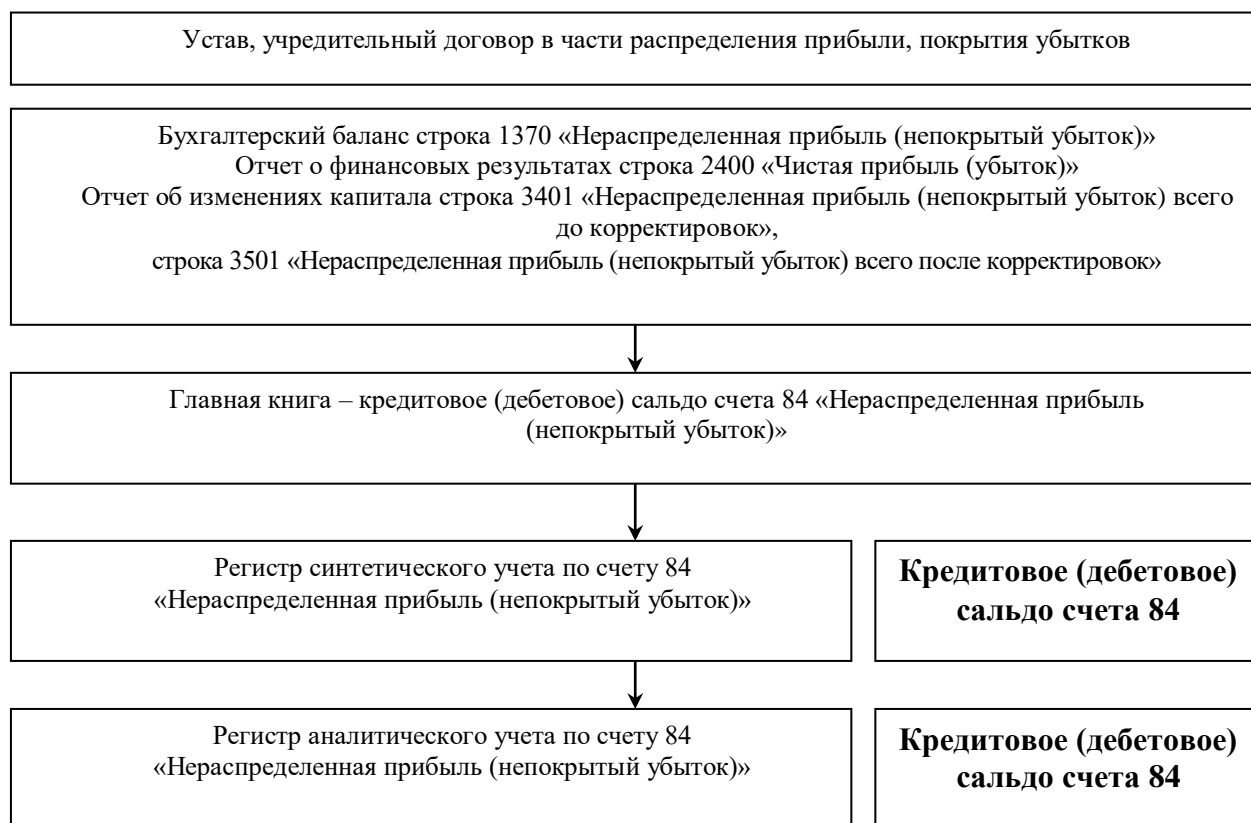 Устав, учредительный договор в части распределения прибыли, покрытия убытков
Бухгалтерский баланс строка 1370 «Нераспределенная прибыль (непокрытый убыток)»
Отчет о финансовых результатах строка 2400 «Чистая прибыль (убыток)»
Отчет об изменениях капитала строка 3401 «Нераспределенная прибыль (непокрытый убыток) всего
до корректировок»,
строка 3501 «Нераспределенная прибыль (непокрытый убыток) всего после корректировок»
Главная книга – кредитовое (дебетовое) сальдо счета 84 «Нераспределенная прибыль
(непокрытый убыток)»
Регистр синтетического учета по счету 84
«Нераспределенная прибыль (непокрытый убыток)»
Кредитовое (дебетовое)
сальдо счета 84
Регистр аналитического учета по счету 84
«Нераспределенная прибыль (непокрытый убыток)»
Кредитовое (дебетовое)
сальдо счета 84